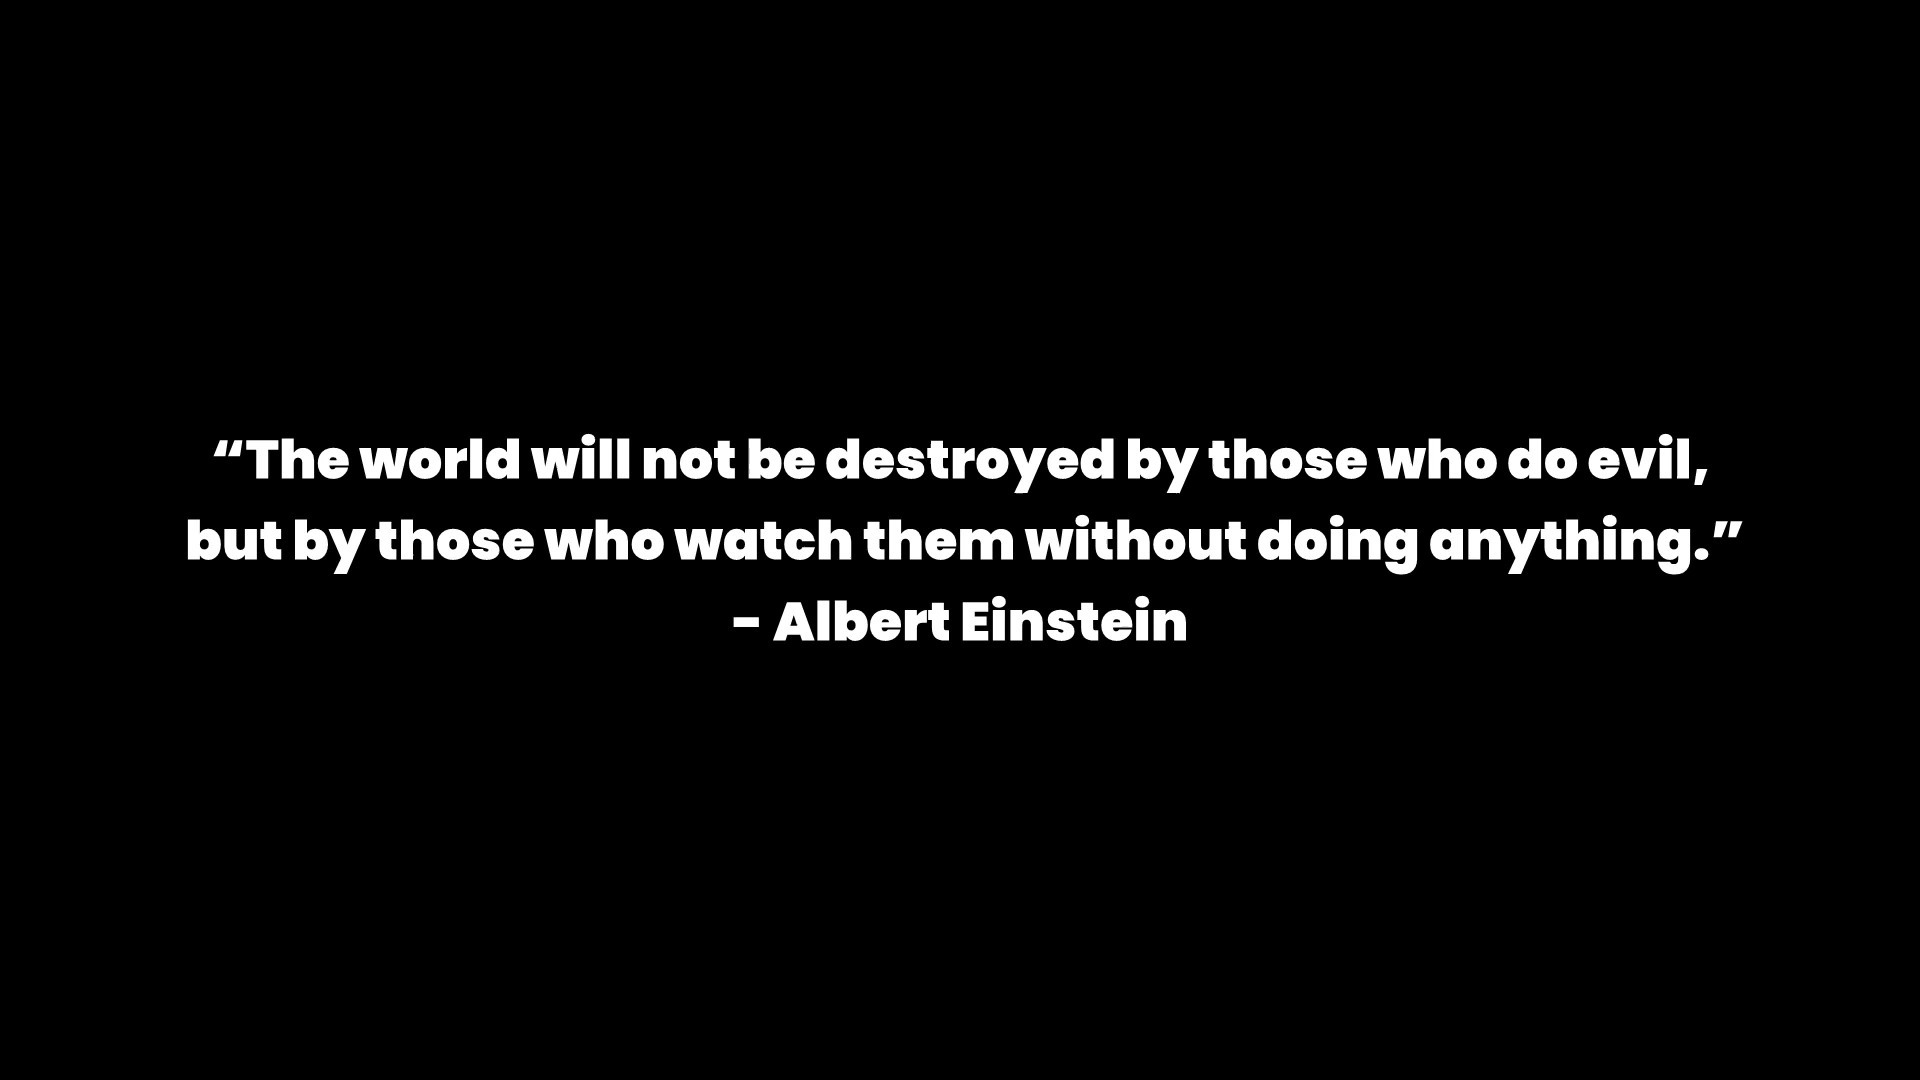 “The world will not be destroyed by those who do evil,
but by those who watch them without doing anything.”
- Albert Einstein